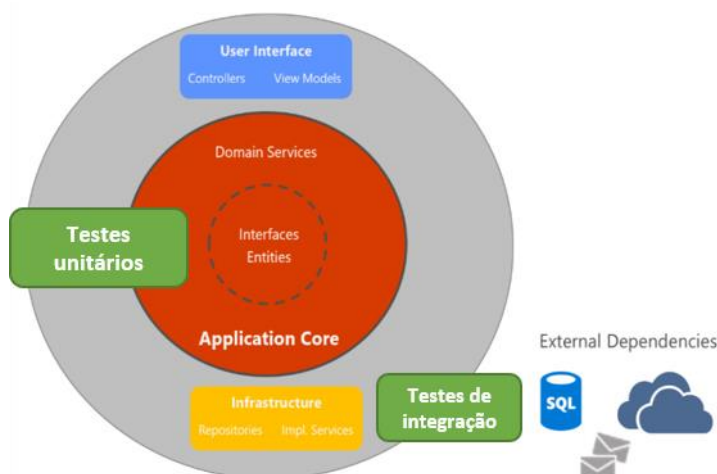 User Interface
Controllers View Models
Domain Services
Testes
unitários
Interfaces
Entities
Application Core
External Dependencies
Infrastructure
Repositories Impl. Services
Testes de
integração
SQL